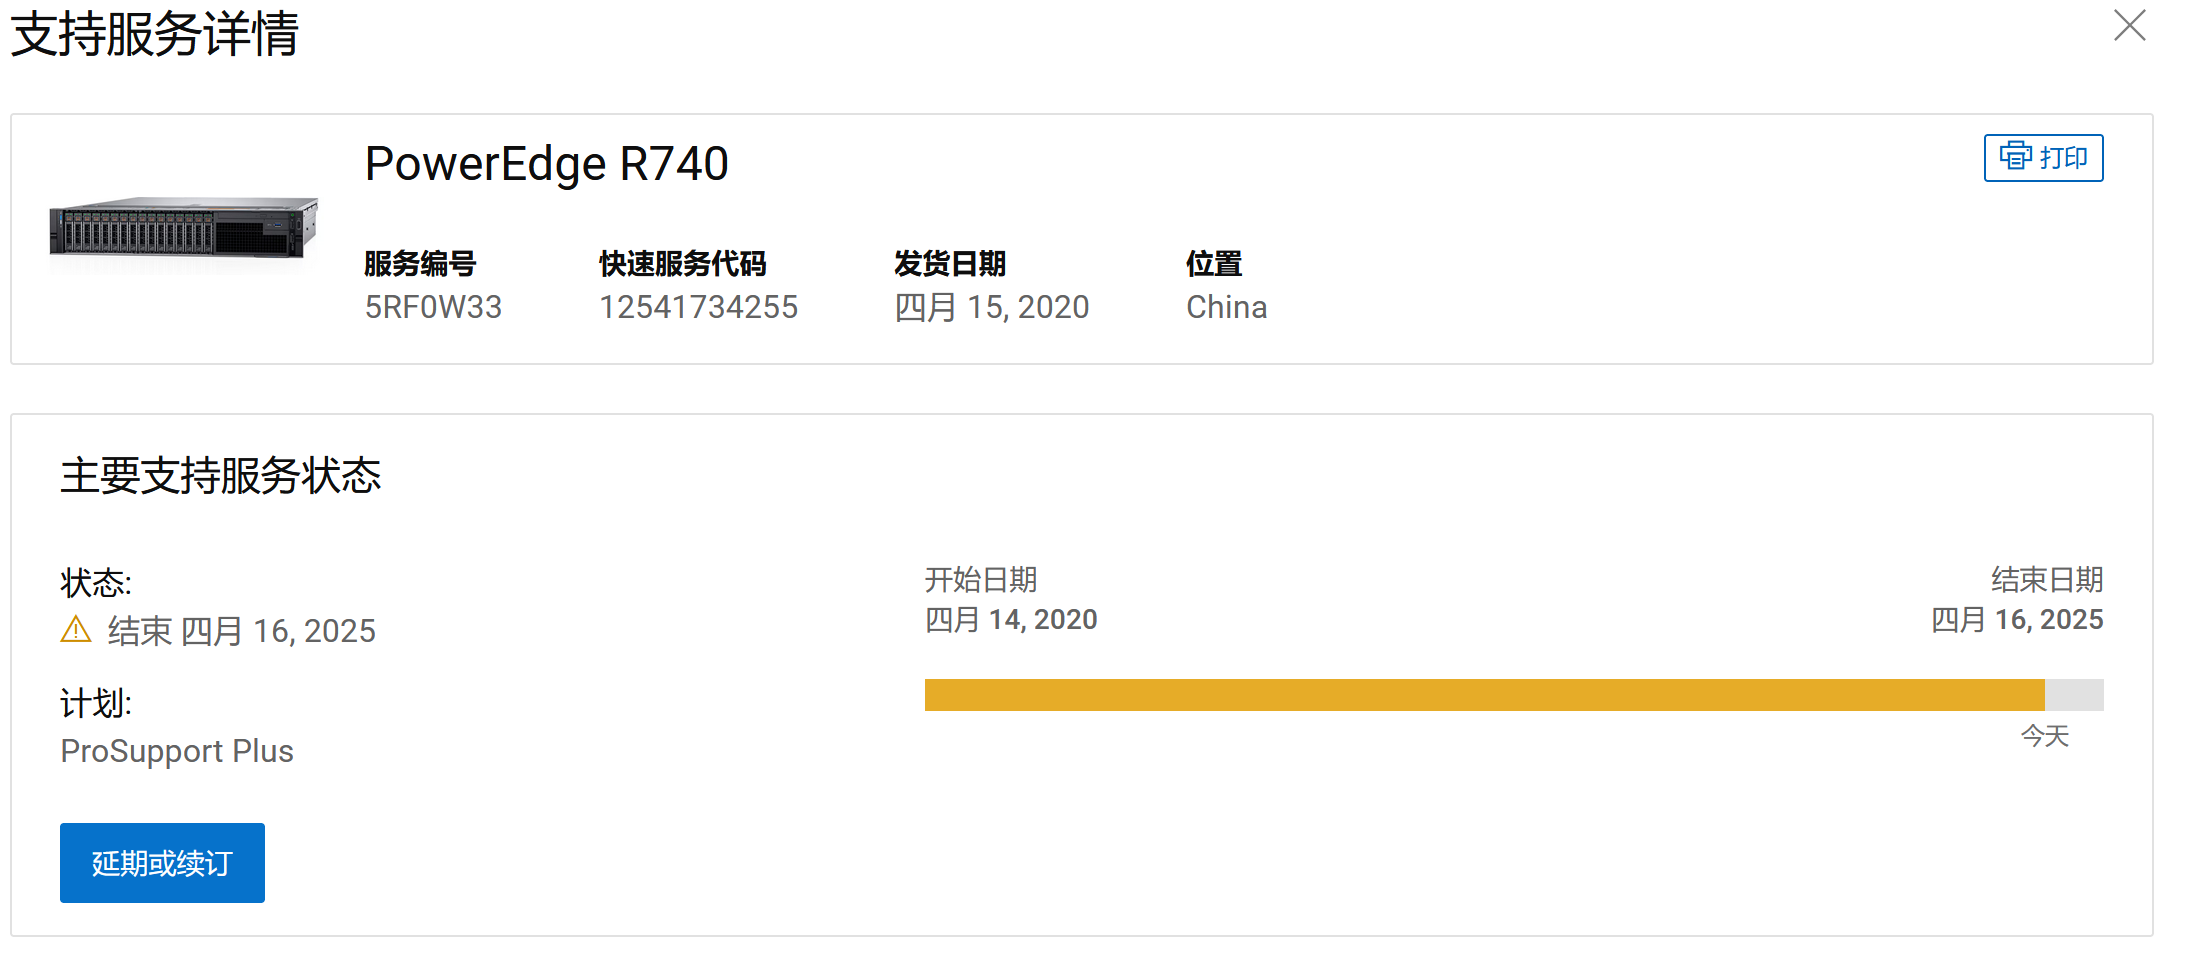 支持服务详情
PowerEdge R740
打印
服务编号 快速服务代码 发货日期 位置
5RF0W33 12541734255 四月 15, 2020 China
主要支持服务状态
状态:
结束 四月 16, 2025
开始日期 结束日期
四月 14, 2020 四月 16, 2025
今天
计划:
ProSupport Plus
延期或续订